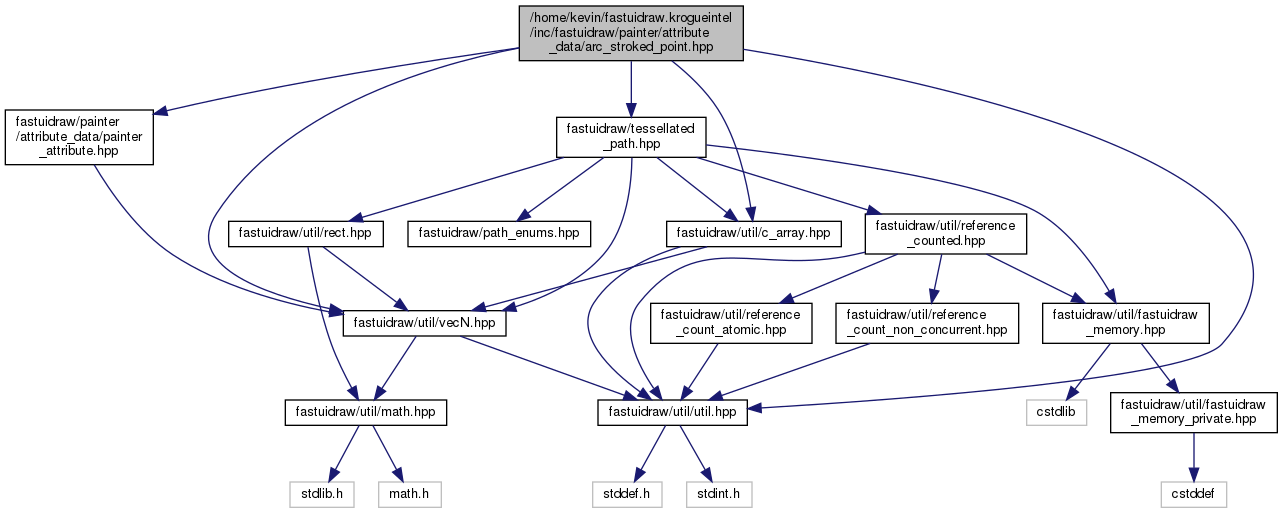 /home/kevin/fastuidraw.krogueintel
/inc/fastuidraw/painter/attribute
_data/arc_stroked_point.hpp
fastuidraw/painter
/attribute_data/painter
_attribute.hpp
fastuidraw/tessellated
_path.hpp
fastuidraw/util/rect.hpp
fastuidraw/path_enums.hpp
fastuidraw/util/c_array.hpp
fastuidraw/util/reference
_counted.hpp
fastuidraw/util/vecN.hpp
fastuidraw/util/reference
_count_atomic.hpp
fastuidraw/util/reference
_count_non_concurrent.hpp
fastuidraw/util/fastuidraw
_memory.hpp
fastuidraw/util/math.hpp
fastuidraw/util/util.hpp
cstdlib
fastuidraw/util/fastuidraw
_memory_private.hpp
stdlib.h
math.h
stddef.h
stdint.h
cstddef